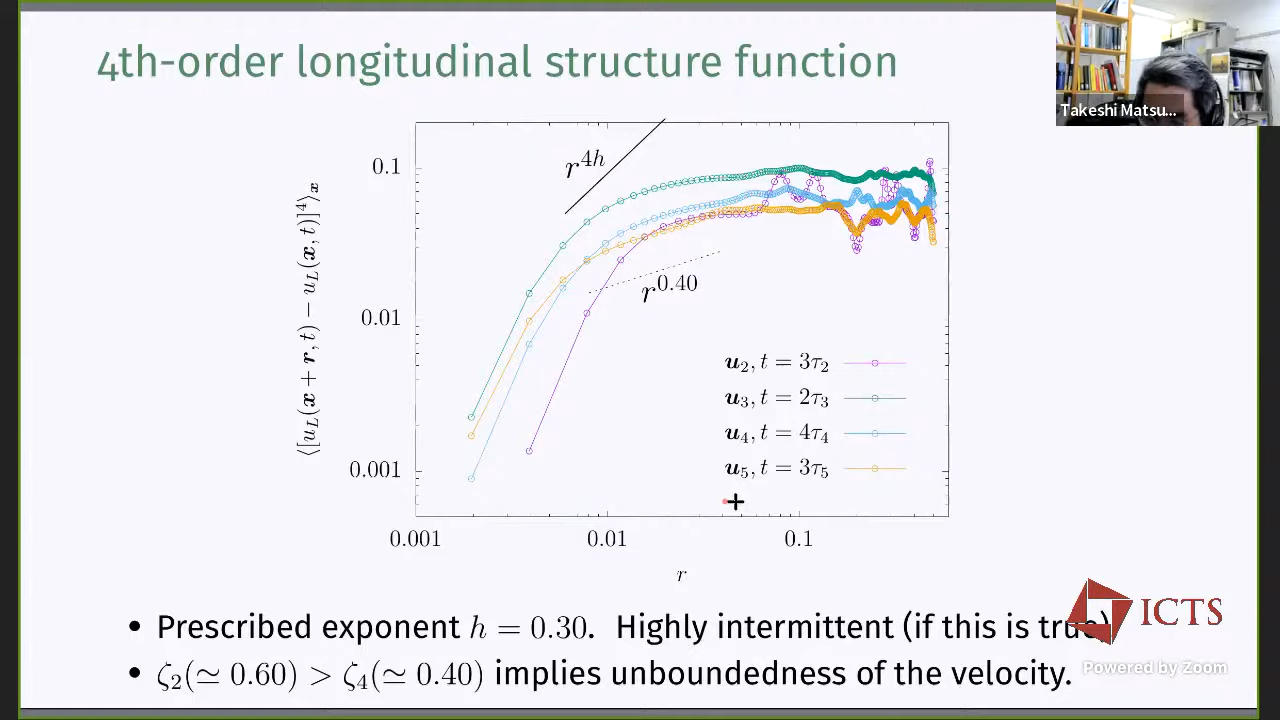 4th-order longitudinal structure function
Takeshi Matsu...
⟨[u_L(x + r, t) − u_L(x, t)]^4⟩_x
0.1
0.01
0.001
r^{4h}
r^{0.40}
u_2, t = 3τ_2
u_3, t = 2τ_3
u_4, t = 4τ_4
u_5, t = 3τ_5
0.001 0.01 0.1
r
• Prescribed exponent h = 0.30. Highly intermittent (if this is true)
• ζ_2(≃ 0.60) > ζ_4(≃ 0.40) implies unboundedness of the velocity.
ICTS
Powered by Zoom